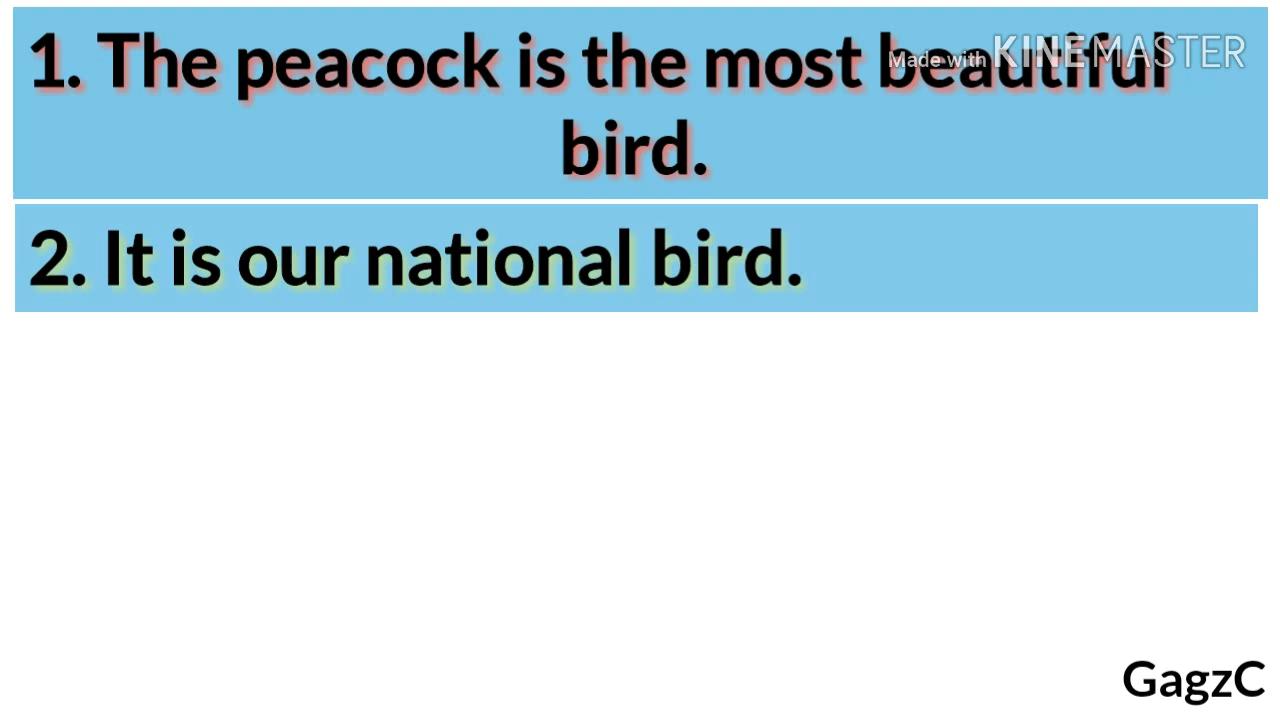 1. The peacock is the most beautiful
Made with KINEMASTER
bird.
2. It is our national bird.
GagzC